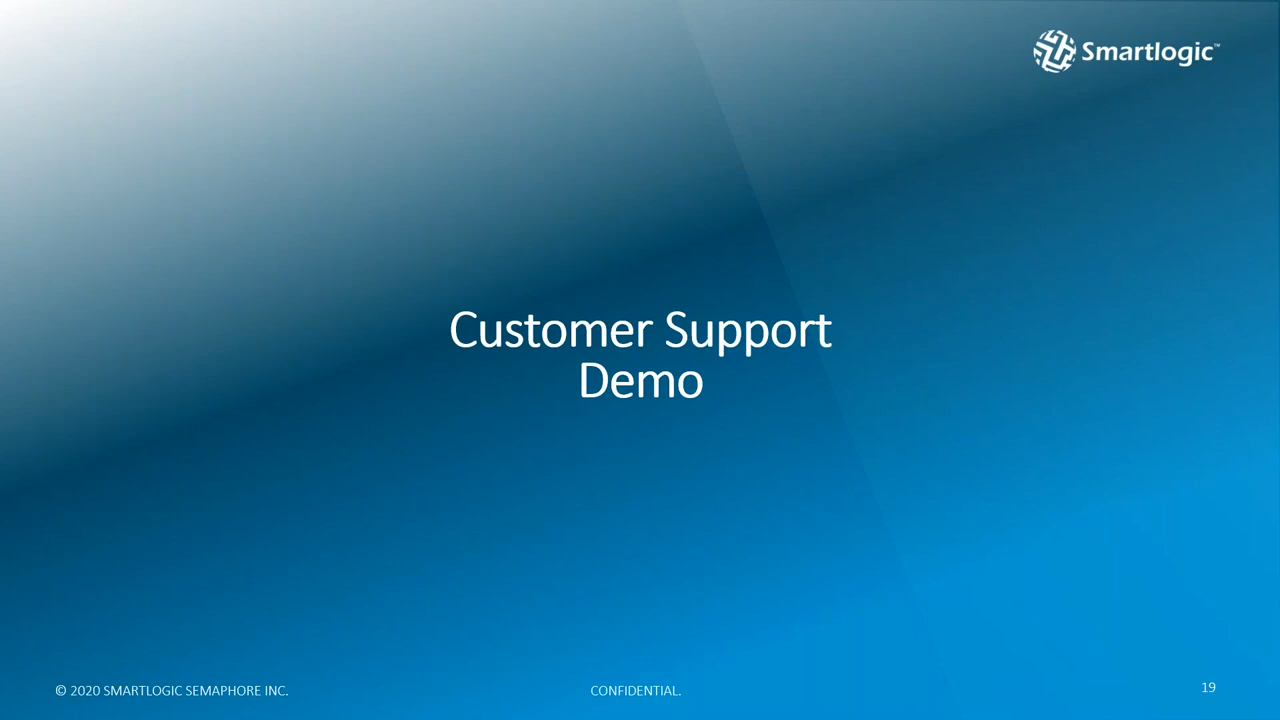 Smartlogic™
Customer Support
Demo
© 2020 SMARTLOGIC SEMAPHORE INC.
CONFIDENTIAL.
19